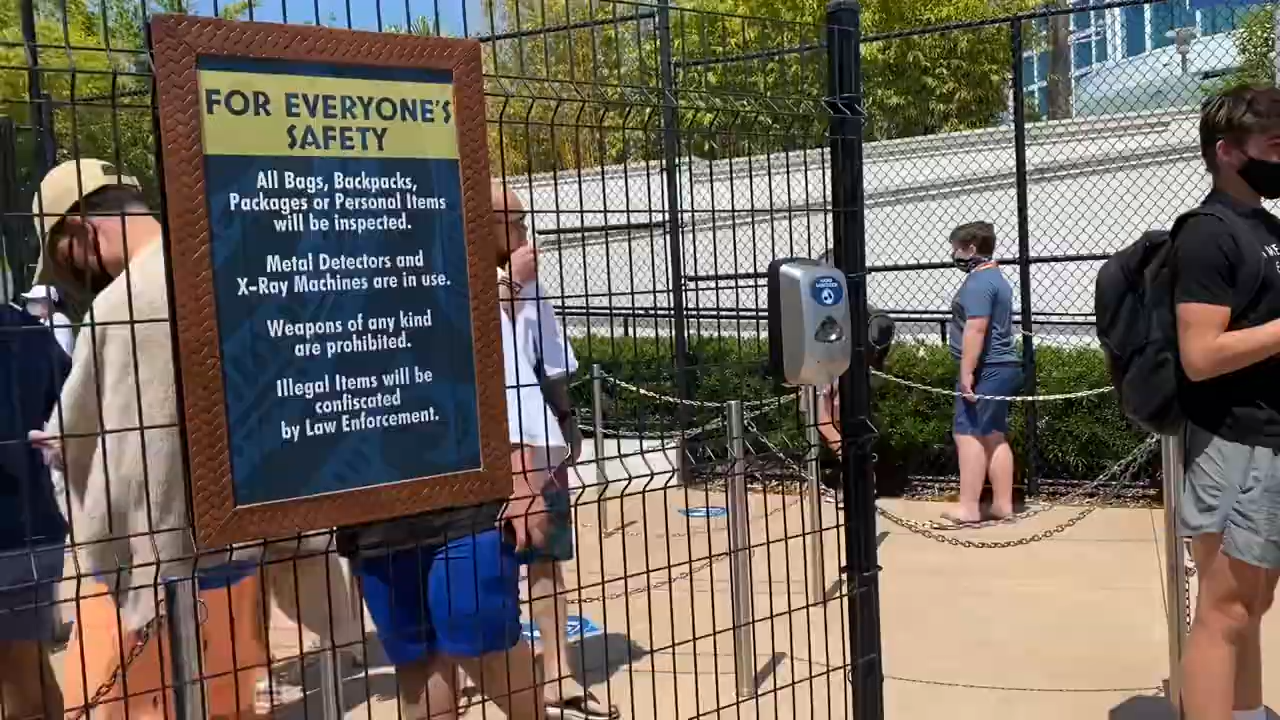 FOR EVERYONE'S
SAFETY
All Bags, Backpacks,
Packages or Personal Items
will be inspected.
Metal Detectors and
X-Ray Machines are in use.
Weapons of any kind
are prohibited.
Illegal Items will be
confiscated
by Law Enforcement.